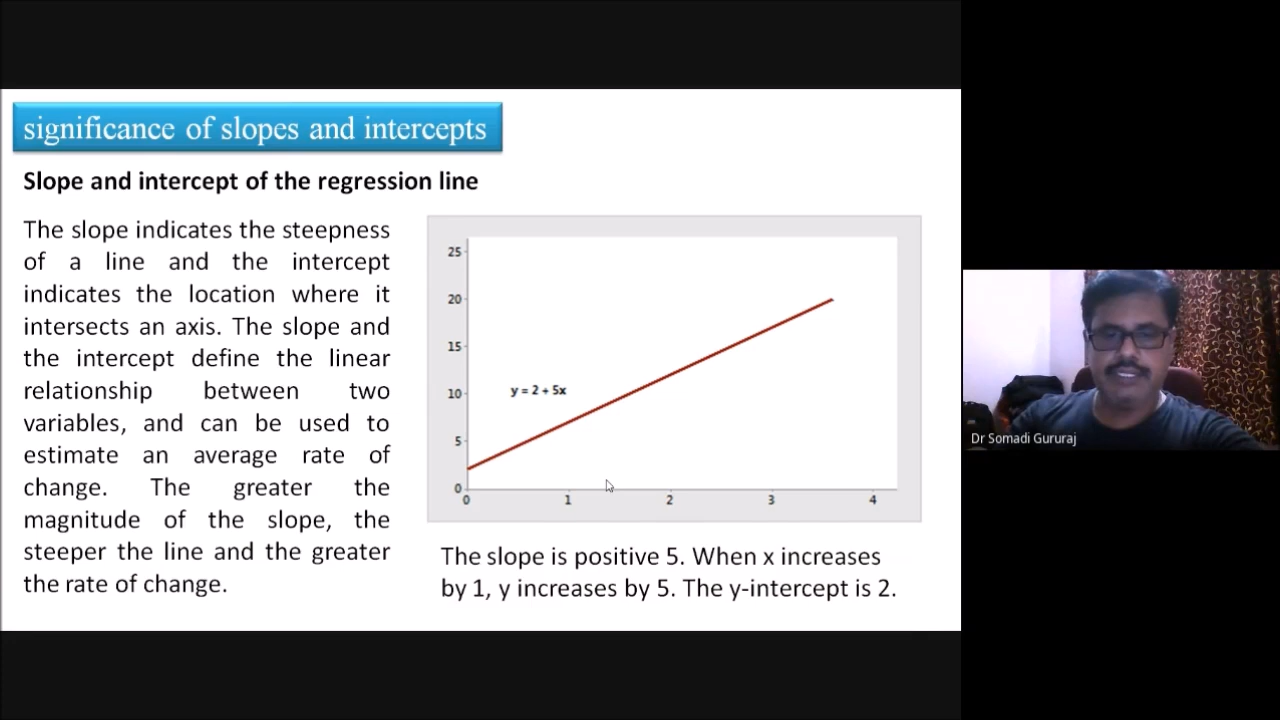 significance of slopes and intercepts
Slope and intercept of the regression line
The slope indicates the steepness
of a line and the intercept
indicates the location where it
intersects an axis. The slope and
the intercept define the linear
relationship between two
variables, and can be used to
estimate an average rate of
change. The greater the
magnitude of the slope, the
steeper the line and the greater
the rate of change.
25
20
15
10
5
0
y = 2 + 5x
0 1 2 3 4
The slope is positive 5. When x increases
by 1, y increases by 5. The y-intercept is 2.
Dr Somadi Gururaj